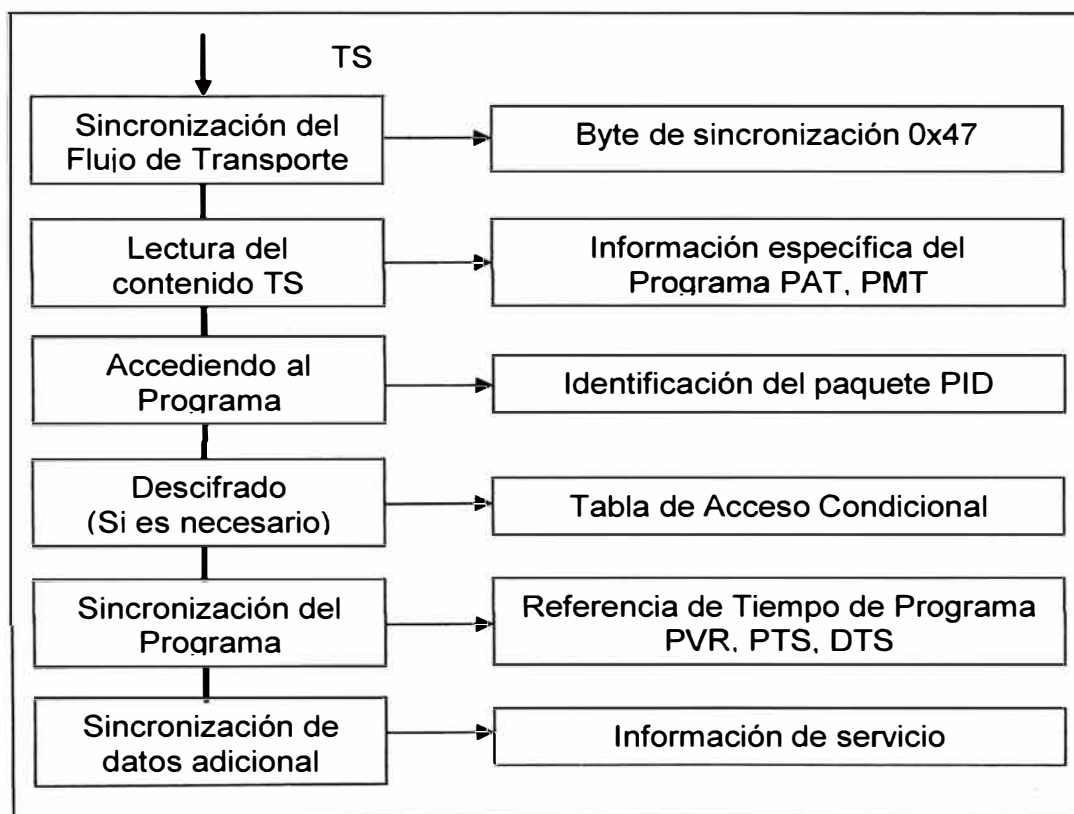 TS
Sincronización del
Flujo de Transporte
Byte de sincronización 0x47
Lectura del
contenido TS
Información específica del
Programa PAT, PMT
Accediendo al
Programa
Identificación del paquete PID
Descifrado
(Si es necesario)
Tabla de Acceso Condicional
Sincronización del
Programa
Referencia de Tiempo de Programa
PVR, PTS, DTS
Sincronización de
datos adicional
Información de servicio